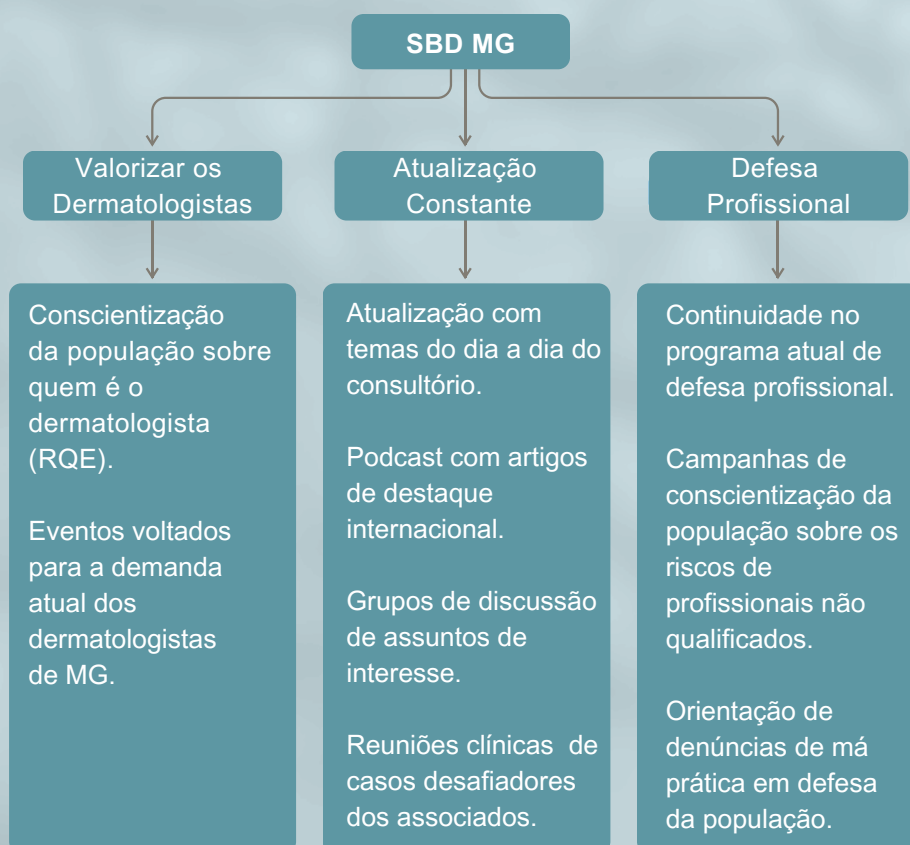 SBD MG
Valorizar os
Dermatologistas
Conscientização
da população sobre
quem é o
dermatologista
(RQE).
Eventos voltados
para a demanda
atual dos
dermatologistas
de MG.
Atualização
Constante
Atualização com
temas do dia a dia do
consultório.
Podcast com artigos
de destaque
internacional.
Grupos de discussão
de assuntos de
interesse.
Reuniões clínicas de
casos desafiadores
dos associados.
Defesa
Profissional
Continuidade no
programa atual de
defesa profissional.
Campanhas de
conscientização da
população sobre os
riscos de
profissionais não
qualificados.
Orientação de
denúncias de má
prática em defesa
da população.